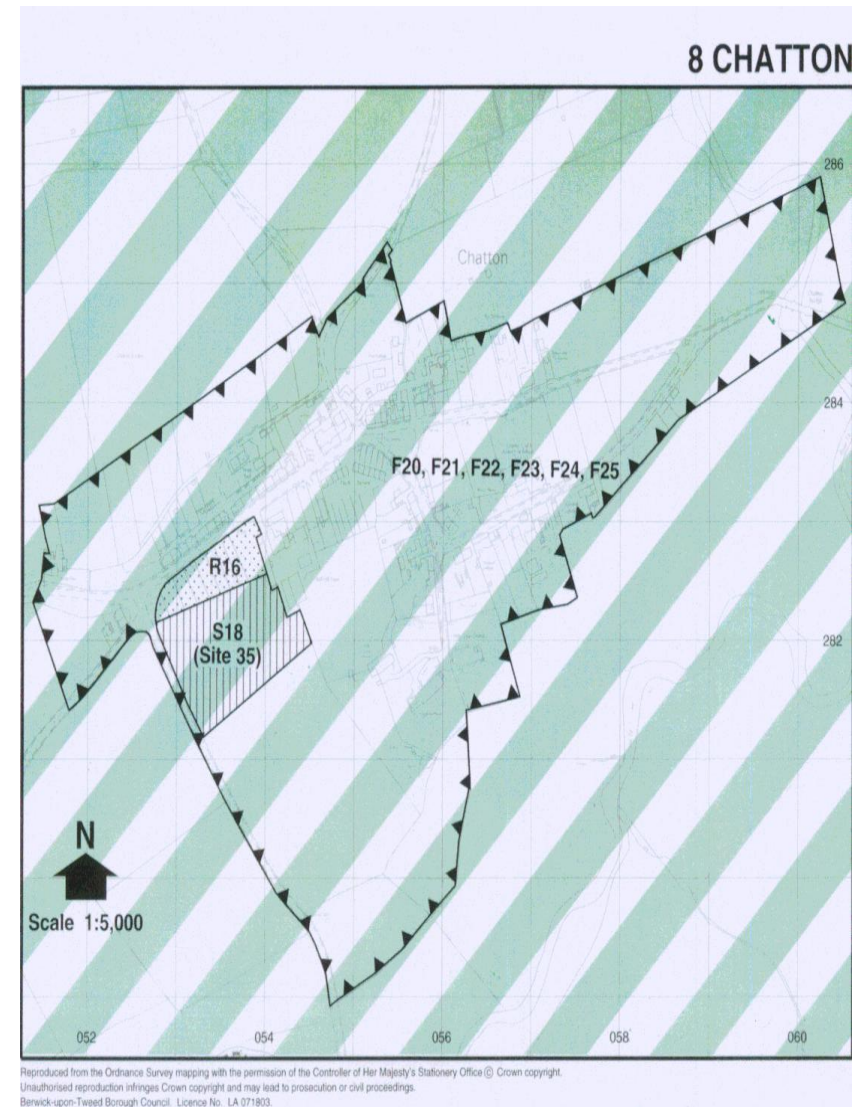 8 CHATTON
286
Chatton
284
F20, F21, F22, F23, F24, F25
R16
S18
(Site 35)
282
N
Scale 1:5,000
052
054
056
058
060
Reproduced from the Ordnance Survey mapping with the permission of the Controller of Her Majesty's Stationery Office © Crown copyright.
Unauthorised reproduction infringes Crown copyright and may lead to prosecution or civil proceedings.
Berwick-upon-Tweed Borough Council. Licence No. LA 071803.